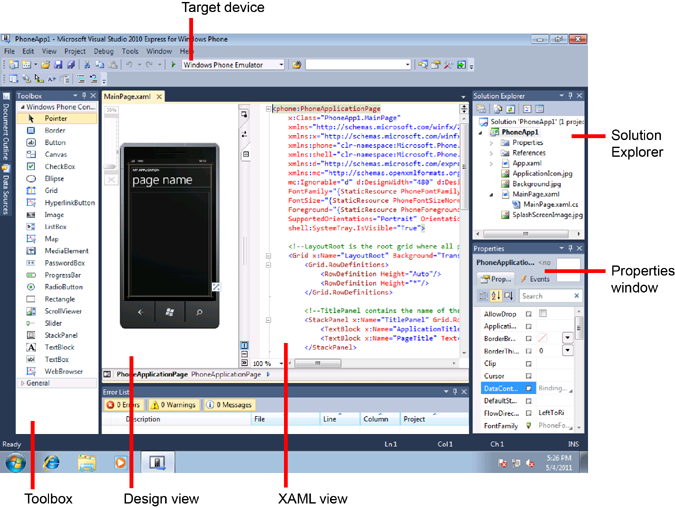 Target device
PhoneApp1 - Microsoft Visual Studio 2010 Express for Windows Phone
File Edit View Project Debug Tools Window Help
Windows Phone Emulator
Document Outline
Data Sources
Toolbox
Windows Phone Con...
Pointer
Border
Button
Canvas
CheckBox
Ellipse
Grid
HyperlinkButton
Image
ListBox
Map
MediaElement
PasswordBox
ProgressBar
RadioButton
Rectangle
ScrollViewer
Slider
StackPanel
TextBlock
TextBox
WebBrowser
General
MainPage.xaml
MY APPLICATION
page name
<phone:PhoneApplicationPage
x:Class="PhoneApp1.MainPage"
xmlns="http://schemas.microsoft.com/winfx/2
xmlns:x="http://schemas.microsoft.com/winfx
xmlns:phone="clr-namespace:Microsoft.Phone.
xmlns:shell="clr-namespace:Microsoft.Phone.
xmlns:d="http://schemas.microsoft.com/expre
xmlns:mc="http://schemas.openxmlformats.org
mc:Ignorable="d" d:DesignWidth="480" d:Desi
FontFamily="{StaticResource PhoneFontFamily
FontSize="{StaticResource PhoneFontSizeNorm
Foreground="{StaticResource PhoneForeground
SupportedOrientations="Portrait" Orientatio
shell:SystemTray.IsVisible="True">
<!--LayoutRoot is the root grid where all p
<Grid x:Name="LayoutRoot" Background="Trans
<Grid.RowDefinitions>
<RowDefinition Height="Auto"/>
<RowDefinition Height="*"/>
</Grid.RowDefinitions>
<!--TitlePanel contains the name of the
<StackPanel x:Name="TitlePanel" Grid.Ro
<TextBlock x:Name="ApplicationTitle
<TextBlock x:Name="PageTitle" Text=
</StackPanel>
100 %
PhoneApplicationPage PhoneApplicationPage
Error List
0 Errors 0 Warnings 0 Messages
Description File Line Column Project
Solution Explorer
Solution 'PhoneApp1' (1 projec
PhoneApp1
Properties
References
App.xaml
ApplicationIcon.jpg
Background.jpg
MainPage.xaml
MainPage.xaml.cs
SplashScreenImage.jpg
Properties
PhoneApplicatio... <no
Prop... Events
Search
AllowDrop
Applicati...
BorderBr...
BorderThi... 0
Clip
Cursor
DataCont... Binding...
DefaultSt...
FlowDirec... LeftToRi
FontFamily PhoneFo...
Ready Ln 1 Col 1 Ch 1 INS
5:26 PM
5/4/2011
Solution
Explorer
Properties
window
Toolbox
Design view
XAML view